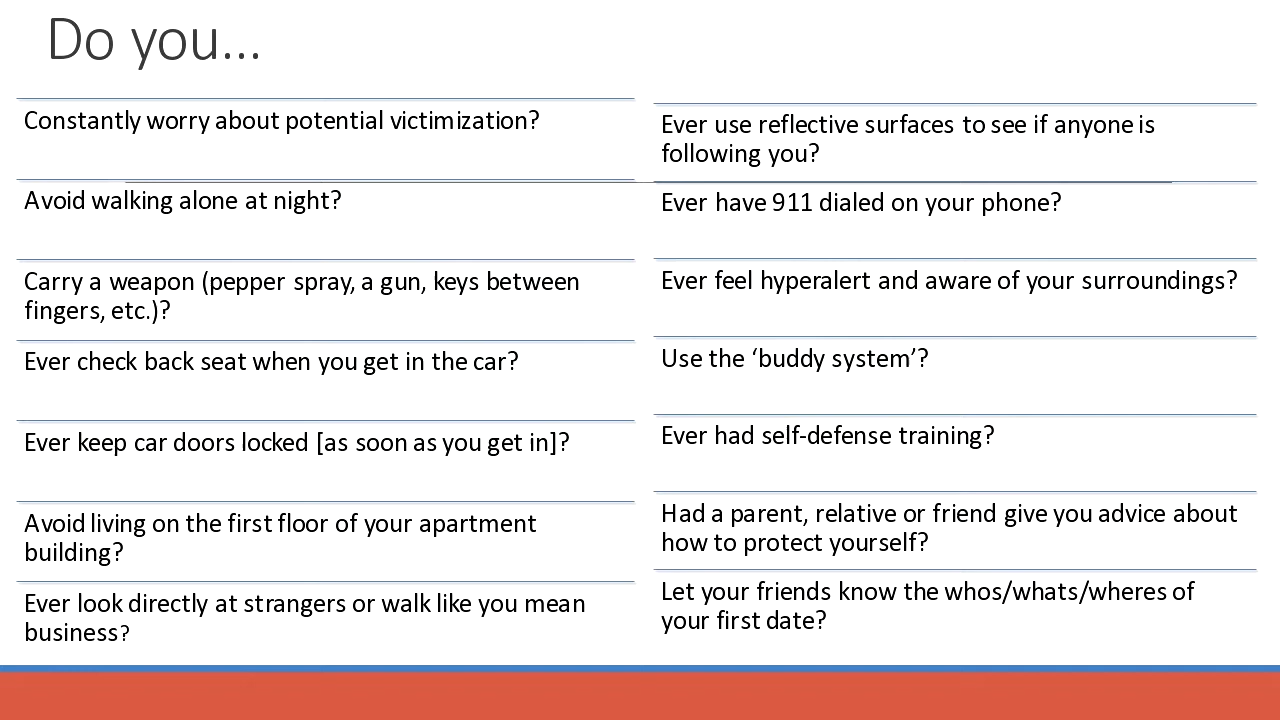 Do you…
Constantly worry about potential victimization?
Avoid walking alone at night?
Carry a weapon (pepper spray, a gun, keys between
fingers, etc.)?
Ever check back seat when you get in the car?
Ever keep car doors locked [as soon as you get in]?
Avoid living on the first floor of your apartment
building?
Ever look directly at strangers or walk like you mean
business?
Ever use reflective surfaces to see if anyone is
following you?
Ever have 911 dialed on your phone?
Ever feel hyperalert and aware of your surroundings?
Use the ‘buddy system’?
Ever had self-defense training?
Had a parent, relative or friend give you advice about
how to protect yourself?
Let your friends know the whos/whats/wheres of
your first date?